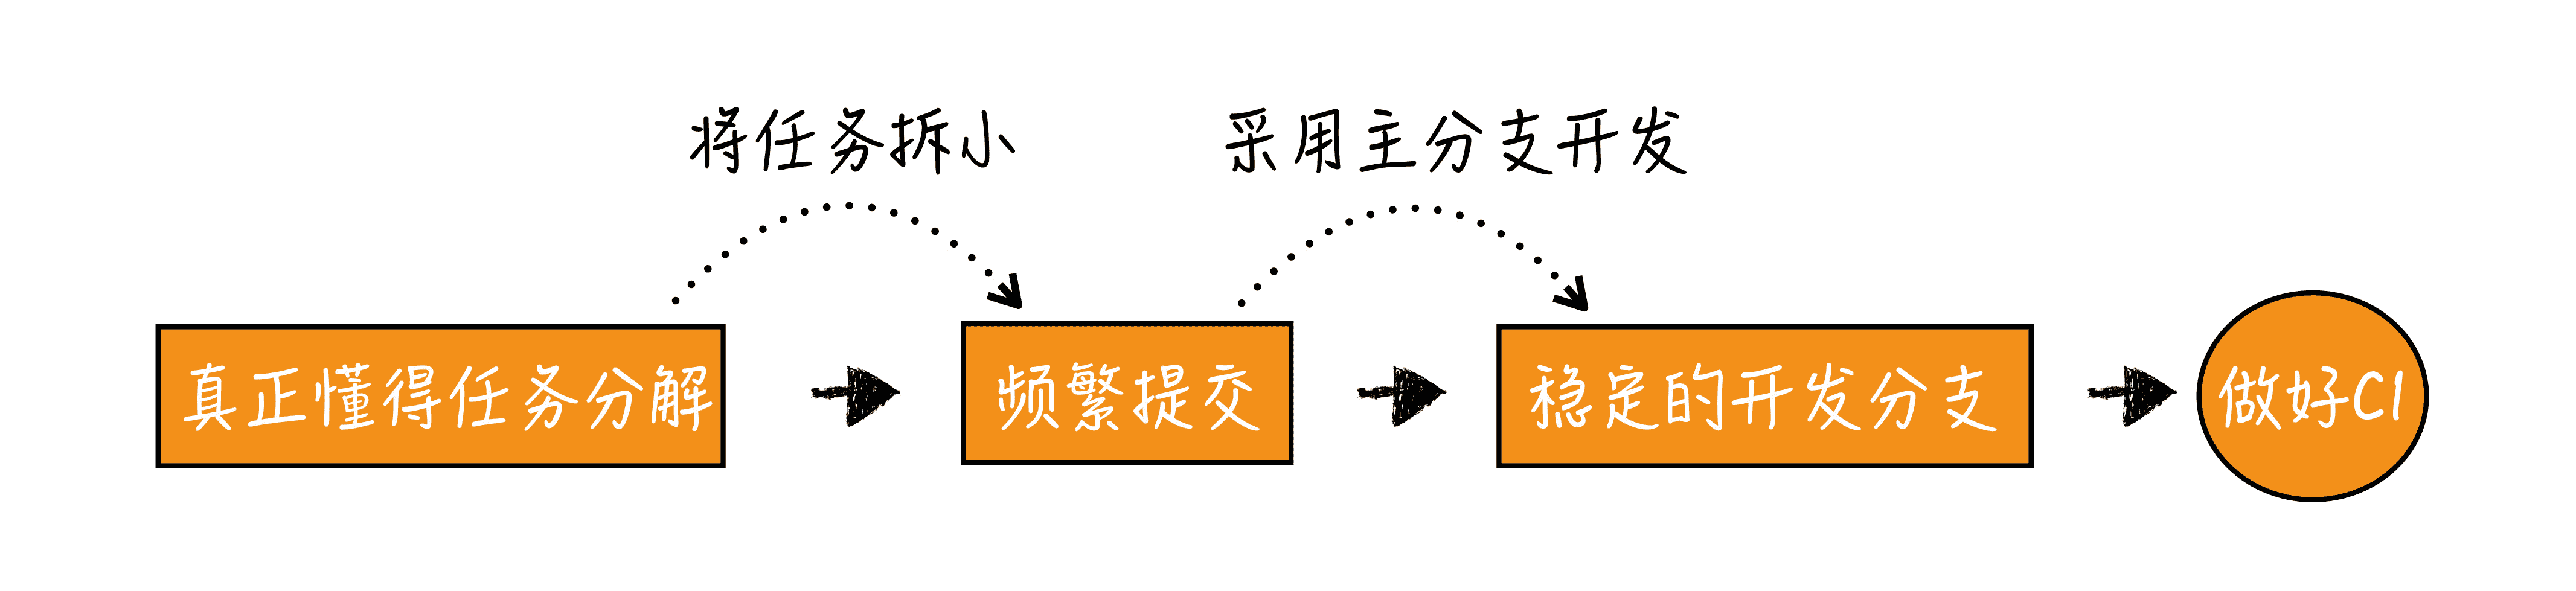 将任务拆小
采用主分支开发
真正懂得任务分解
频繁提交
稳定的开发分支
做好CI